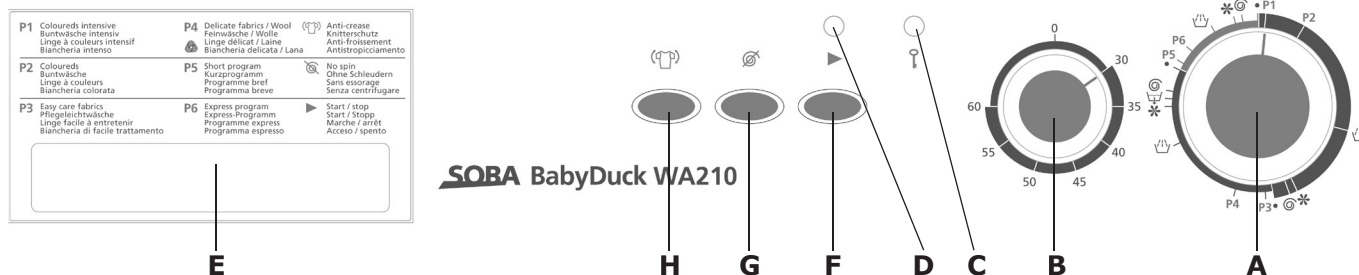 P1 Coloureds intensive
Buntwäsche intensiv
Linge à couleurs intensif
Biancheria intenso
P4 Delicate fabrics / Wool
Feinwäsche / Wolle
Linge délicat / Laine
Biancheria delicata / Lana
Anti-crease
Knitterschutz
Anti-froissement
Antistropicciamento
P2 Coloureds
Buntwäsche
Linge à couleurs
Biancheria colorata
P5 Short program
Kurzprogramm
Programme bref
Programma breve
No spin
Ohne Schleudern
Sans essorage
Senza centrifugare
P3 Easy care fabrics
Pflegeleichtwäsche
Linge facile à entretenir
Biancheria di facile trattamento
P6 Express program
Express-Programm
Programme express
Programma espresso
Start / stop
Start / Stopp
Marche / arrêt
Acceso / spento
SOBA BabyDuck WA210
0
30
35
40
45
50
55
60
P1
P2
P3
P4
P5
P6
E
H
G
F
D
C
B
A